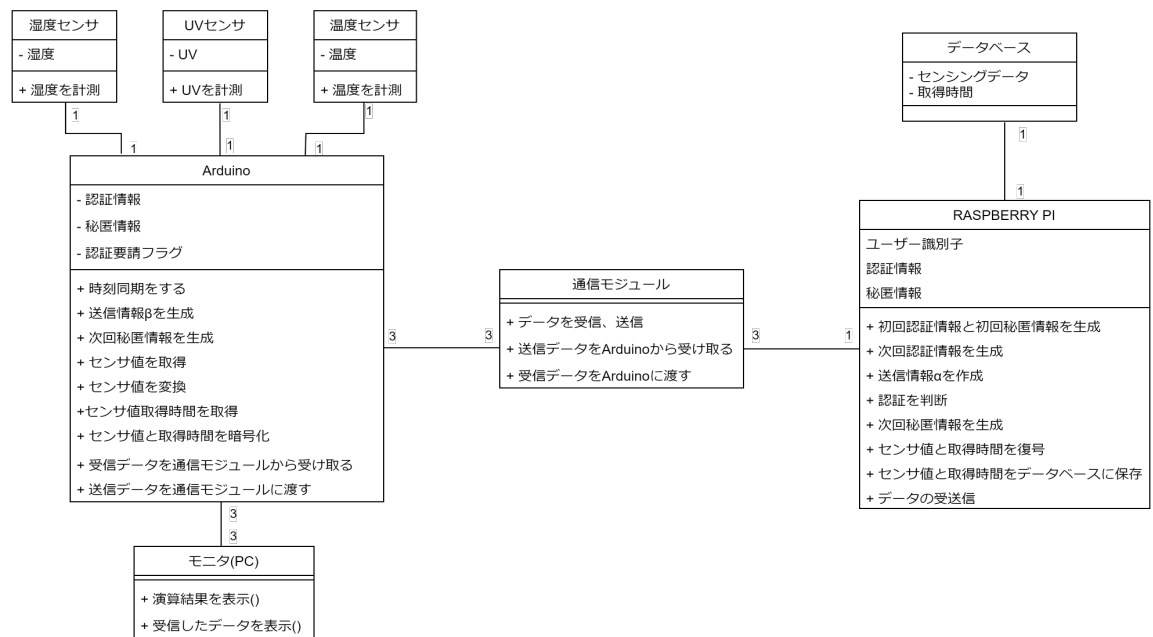 湿度センサ
- 湿度
+ 湿度を計測
1
1
UVセンサ
- UV
+ UVを計測
1
1
温度センサ
- 温度
+ 温度を計測
1
1
Arduino
- 認証情報
- 秘匿情報
- 認証要請フラグ
+ 時刻同期をする
+ 送信情報βを生成
+ 次回秘匿情報を生成
+ センサ値を取得
+ センサ値を変換
+センサ値取得時間を取得
+ センサ値と取得時間を暗号化
+ 受信データを通信モジュールから受け取る
+ 送信データを通信モジュールに渡す
3
3
モニタ(PC)
+ 演算結果を表示()
+ 受信したデータを表示()
3
3
通信モジュール
+ データを受信、送信
+ 送信データをArduinoから受け取る
+ 受信データをArduinoに渡す
3
1
データベース
- センシングデータ
- 取得時間
1
1
RASPBERRY PI
ユーザー識別子
認証情報
秘匿情報
+ 初回認証情報と初回秘匿情報を生成
+ 次回認証情報を生成
+ 送信情報αを作成
+ 認証を判断
+ 次回秘匿情報を生成
+ センサ値と取得時間を復号
+ センサ値と取得時間をデータベースに保存
+ データの受送信